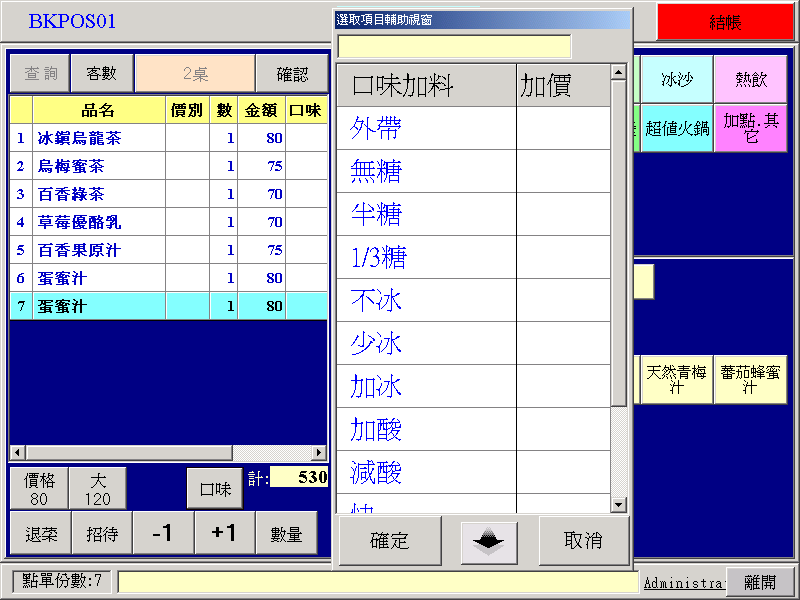 BKPOS01
選取項目輔助視窗
結帳
查 詢
客數
2桌
確認
品名 價別 數 金額 口味
1 冰鎮烏龍茶 1 80
2 烏梅蜜茶 1 75
3 百香綠茶 1 70
4 草莓優酪乳 1 70
5 百香果原汁 1 75
6 蛋蜜汁 1 80
7 蛋蜜汁 1 80
價格
80
大
120
口味
計: 530
退菜
招待
-1
+1
數量
口味加料 加價
外帶
無糖
半糖
1/3糖
不冰
少冰
加冰
加酸
減酸
確定
取消
冰沙
熱飲
超值火鍋
加點.其
它
天然青梅
汁
蕃茄蜂蜜
汁
點單份數:7
Administra
離開